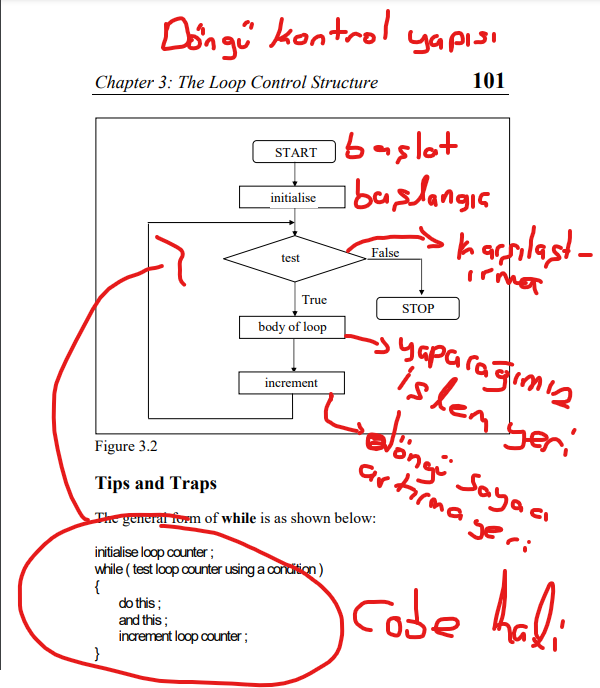 Döngü kontrol yapısı
Chapter 3: The Loop Control Structure 101
START
başlat
initialise
başlangıç
test
False
karşılaşt-
ırma
True
STOP
body of loop
yaparağımız
işlem yeri
increment
döngü sayacı
artırma yeri
Figure 3.2
Tips and Traps
The general form of while is as shown below:
initialise loop counter ;
while ( test loop counter using a condition )
{
do this ;
and this ;
increment loop counter ;
}
code hali